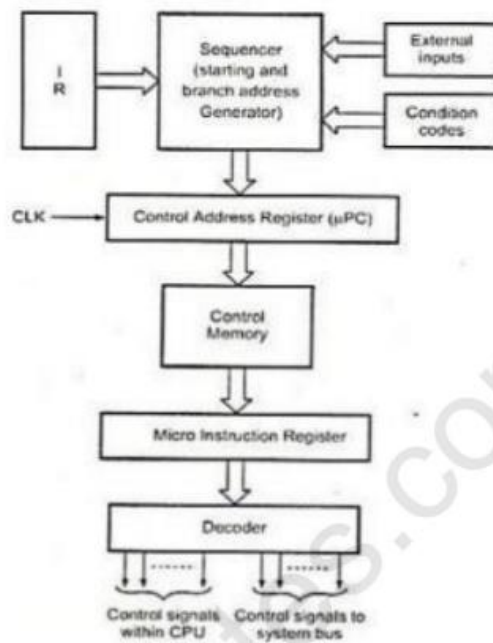 I
R
Sequencer
(starting and
branch address
Generator)
External
inputs
Condition
codes
CLK
Control Address Register (μPC)
Control
Memory
Micro Instruction Register
Decoder
Control signals
within CPU
Control signals to
system bus